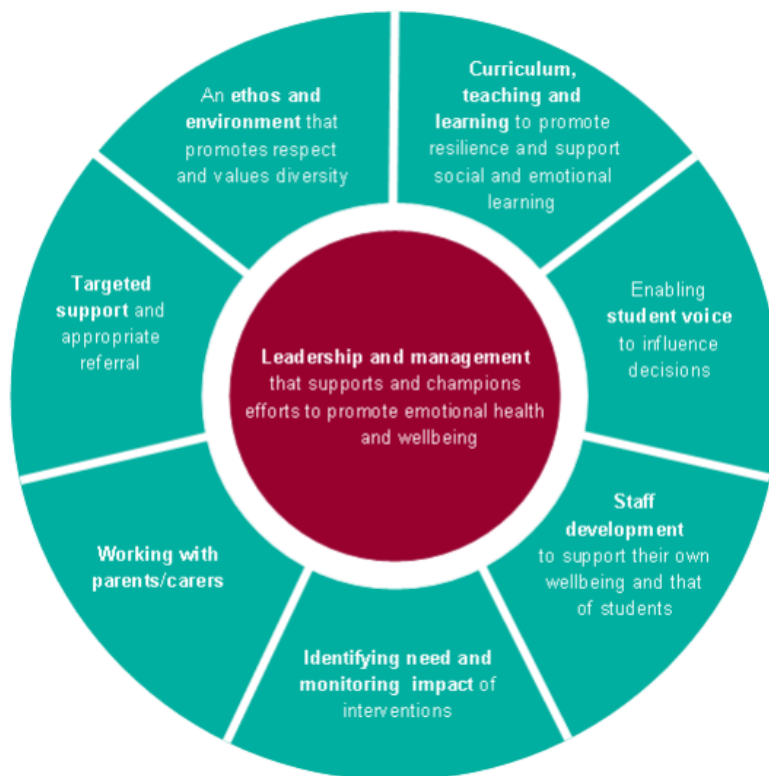 Curriculum,
teaching and
learning to promote
resilience and support
social and emotional
learning
Enabling
student voice
to influence
decisions
Staff
development
to support their own
wellbeing and that
of students
Identifying need and
monitoring impact of
interventions
Working with
parents/carers
Targeted
support and
appropriate
referral
An ethos and
environment that
promotes respect
and values diversity
Leadership and management
that supports and champions
efforts to promote emotional health
and wellbeing